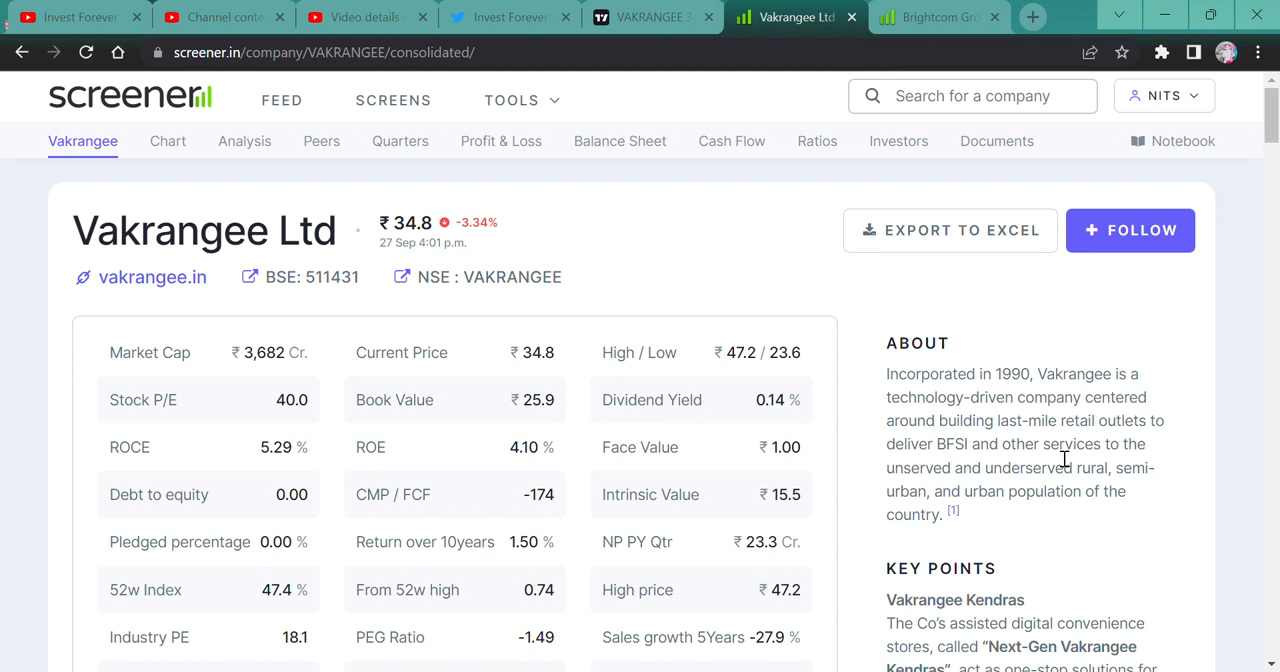 Invest Forever
Channel conte
Video details
Invest Forever
VAKRANGEE 3
Vakrangee Ltd
Brightcom Gro
screener.in/company/VAKRANGEE/consolidated/
screener
FEED
SCREENS
TOOLS
Search for a company
NITS
Vakrangee
Chart
Analysis
Peers
Quarters
Profit & Loss
Balance Sheet
Cash Flow
Ratios
Investors
Documents
Notebook
Vakrangee Ltd
₹ 34.8 -3.34%
27 Sep 4:01 p.m.
EXPORT TO EXCEL
+ FOLLOW
vakrangee.in
BSE: 511431
NSE : VAKRANGEE
Market Cap ₹ 3,682 Cr.
Current Price ₹ 34.8
High / Low ₹ 47.2 / 23.6
Stock P/E 40.0
Book Value ₹ 25.9
Dividend Yield 0.14 %
ROCE 5.29 %
ROE 4.10 %
Face Value ₹ 1.00
Debt to equity 0.00
CMP / FCF -174
Intrinsic Value ₹ 15.5
Pledged percentage 0.00 %
Return over 10years 1.50 %
NP PY Qtr ₹ 23.3 Cr.
52w Index 47.4 %
From 52w high 0.74
High price ₹ 47.2
Industry PE 18.1
PEG Ratio -1.49
Sales growth 5Years -27.9 %
ABOUT
Incorporated in 1990, Vakrangee is a
technology-driven company centered
around building last-mile retail outlets to
deliver BFSI and other services to the
unserved and underserved rural, semi-
urban, and urban population of the
country. [1]
KEY POINTS
Vakrangee Kendras
The Co's assisted digital convenience
stores, called "Next-Gen Vakrangee
Kendras", act as one-stop solutions for